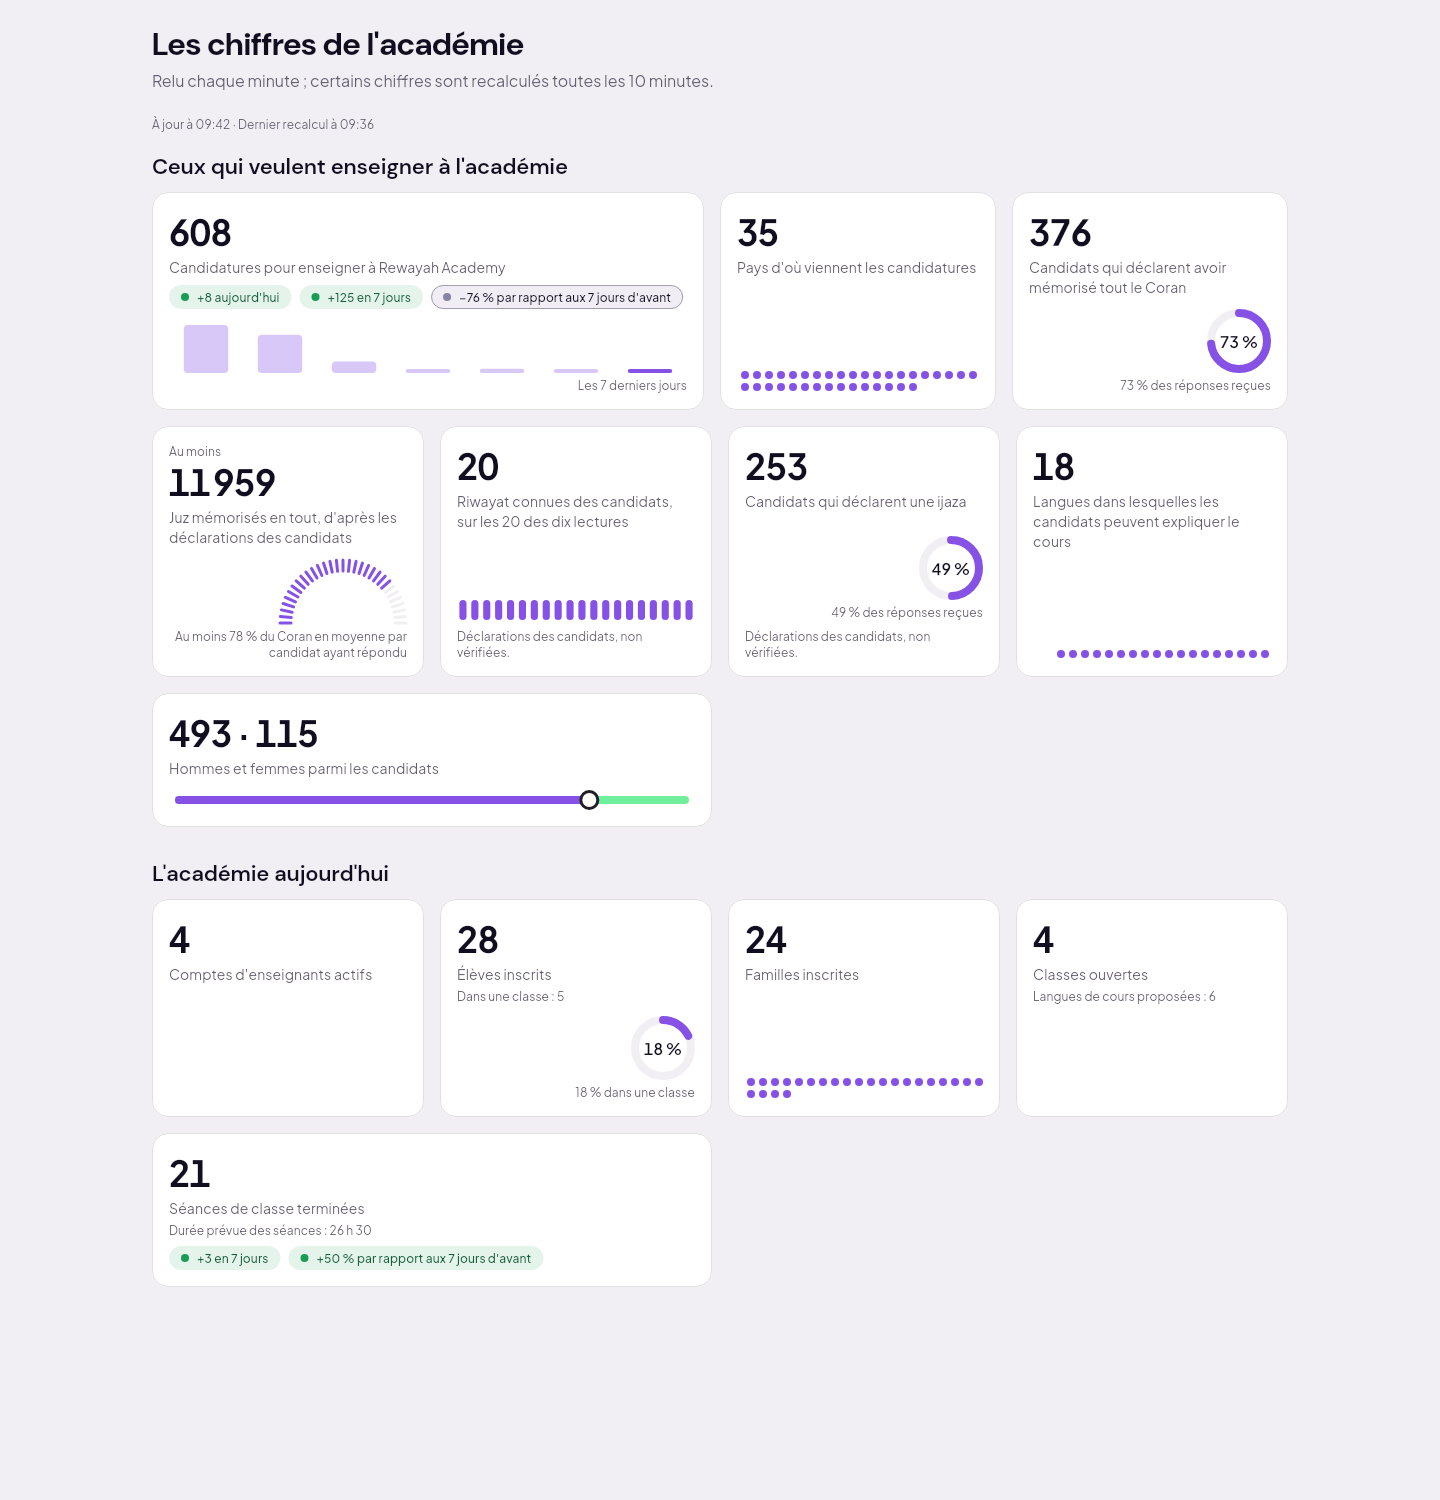 Les chiffres de l'académie
Relu chaque minute ; certains chiffres sont recalculés toutes les 10 minutes.
À jour à 09:42 · Dernier recalcul à 09:36
Ceux qui veulent enseigner à l'académie
608
Candidatures pour enseigner à Rewayah Academy
+8 aujourd'hui
+125 en 7 jours
−76 % par rapport aux 7 jours d'avant
Les 7 derniers jours
35
Pays d'où viennent les candidatures
376
Candidats qui déclarent avoir
mémorisé tout le Coran
73 %
73 % des réponses reçues
Au moins
11 959
Juz mémorisés en tout, d'après les
déclarations des candidats
Au moins 78 % du Coran en moyenne par
candidat ayant répondu
20
Riwayat connues des candidats,
sur les 20 des dix lectures
Déclarations des candidats, non
vérifiées.
253
Candidats qui déclarent une ijaza
49 %
49 % des réponses reçues
Déclarations des candidats, non
vérifiées.
18
Langues dans lesquelles les
candidats peuvent expliquer le
cours
493 · 115
Hommes et femmes parmi les candidats
L'académie aujourd'hui
4
Comptes d'enseignants actifs
28
Élèves inscrits
Dans une classe : 5
18 %
18 % dans une classe
24
Familles inscrites
4
Classes ouvertes
Langues de cours proposées : 6
21
Séances de classe terminées
Durée prévue des séances : 26 h 30
+3 en 7 jours
+50 % par rapport aux 7 jours d'avant